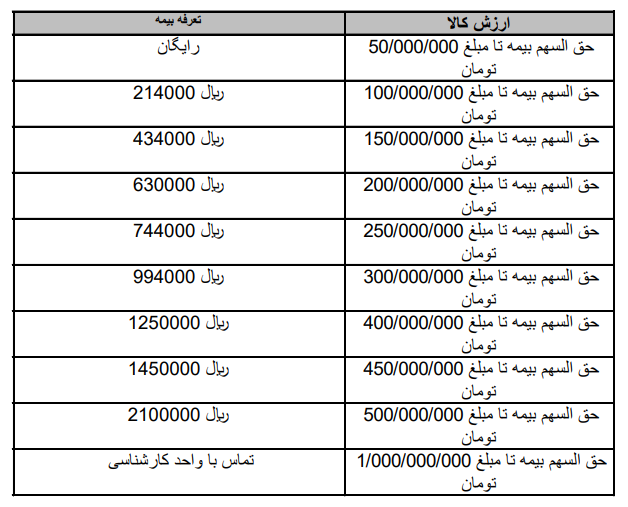 ارزش کالا
تعرفه بیمه
حق السهم بیمه تا مبلغ 50/000/000
تومان
رایگان
حق السهم بیمه تا مبلغ 100/000/000
تومان
214000 ریال
حق السهم بیمه تا مبلغ 150/000/000
تومان
434000 ریال
حق السهم بیمه تا مبلغ 200/000/000
تومان
630000 ریال
حق السهم بیمه تا مبلغ 250/000/000
تومان
744000 ریال
حق السهم بیمه تا مبلغ 300/000/000
تومان
994000 ریال
حق السهم بیمه تا مبلغ 400/000/000
تومان
1250000 ریال
حق السهم بیمه تا مبلغ 450/000/000
تومان
1450000 ریال
حق السهم بیمه تا مبلغ 500/000/000
تومان
2100000 ریال
حق السهم بیمه تا مبلغ 1/000/000/000
تومان
تماس با واحد کارشناسی